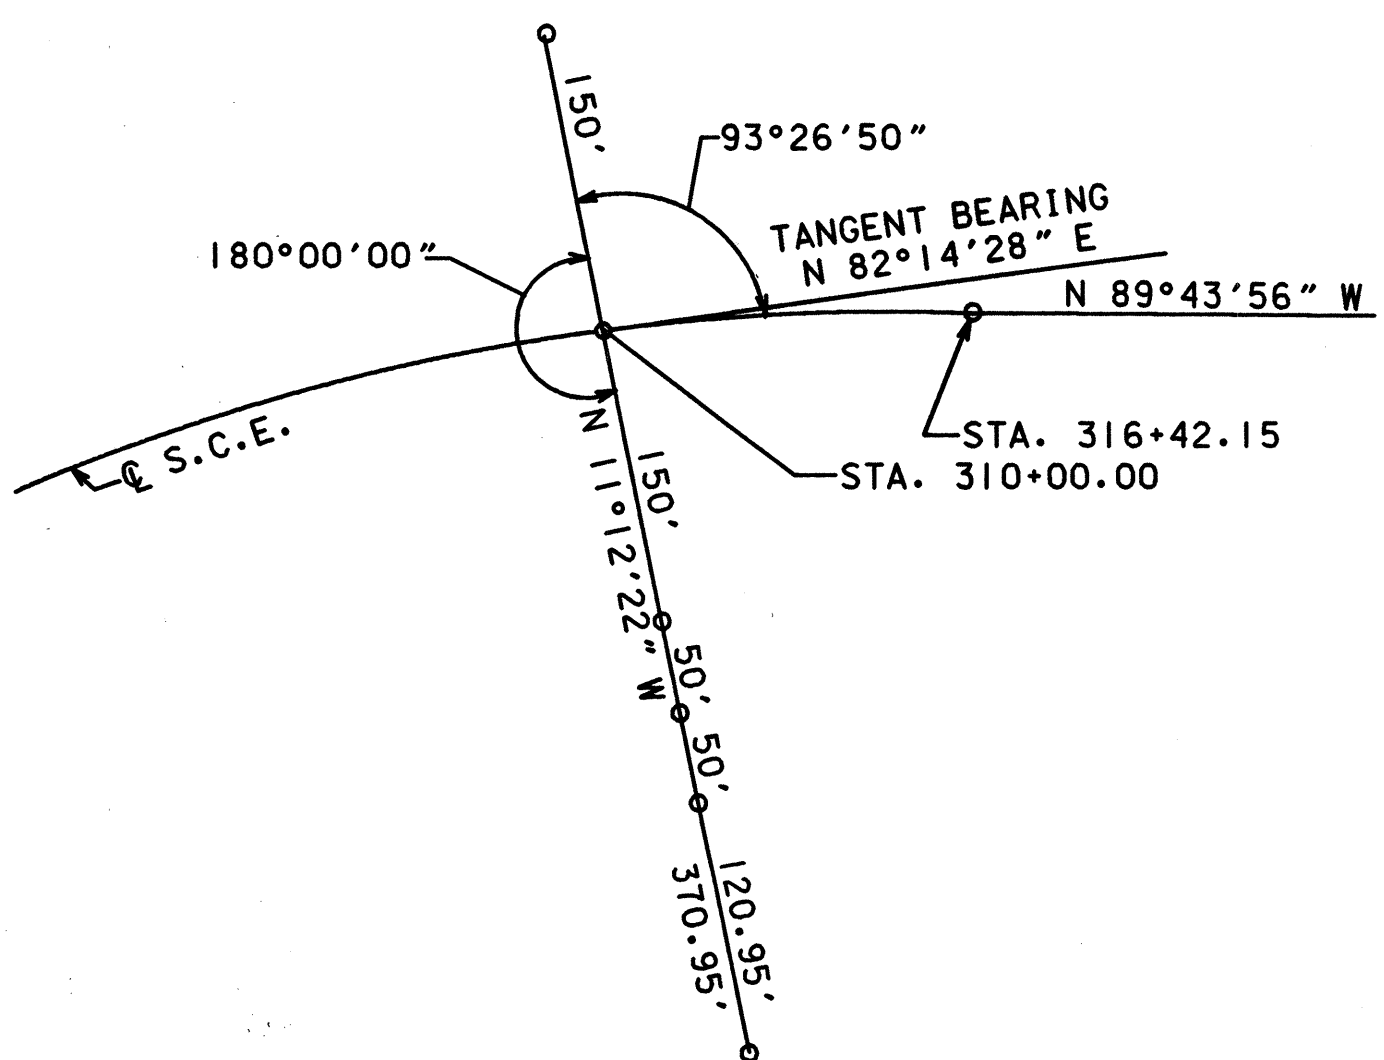 150'
93°26'50"
TANGENT BEARING
N 82°14'28" E
180°00'00"
N 89°43'56" W
STA. 316+42.15
℄ S.C.E.
STA. 310+00.00
N 11°12'22" W
150'
50'
50'
120.95'
370.95'